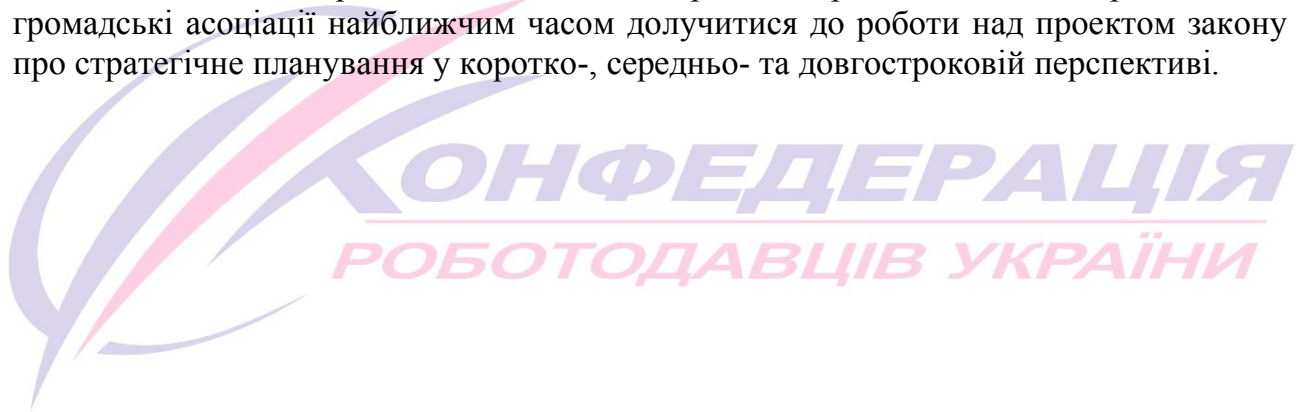 громадські асоціації найближчим часом долучитися до роботи над проектом закону
про стратегічне планування у коротко-, середньо- та довгостроковій перспективі.
КОНФЕДЕРАЦІЯ
РОБОТОДАВЦІВ УКРАЇНИ